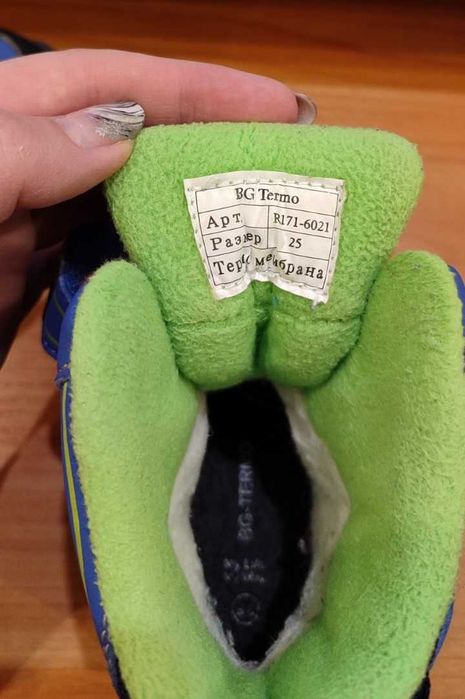 BG Termo
Арт. R171-6021
Размер 25
Термомембрана
BG-TERMO